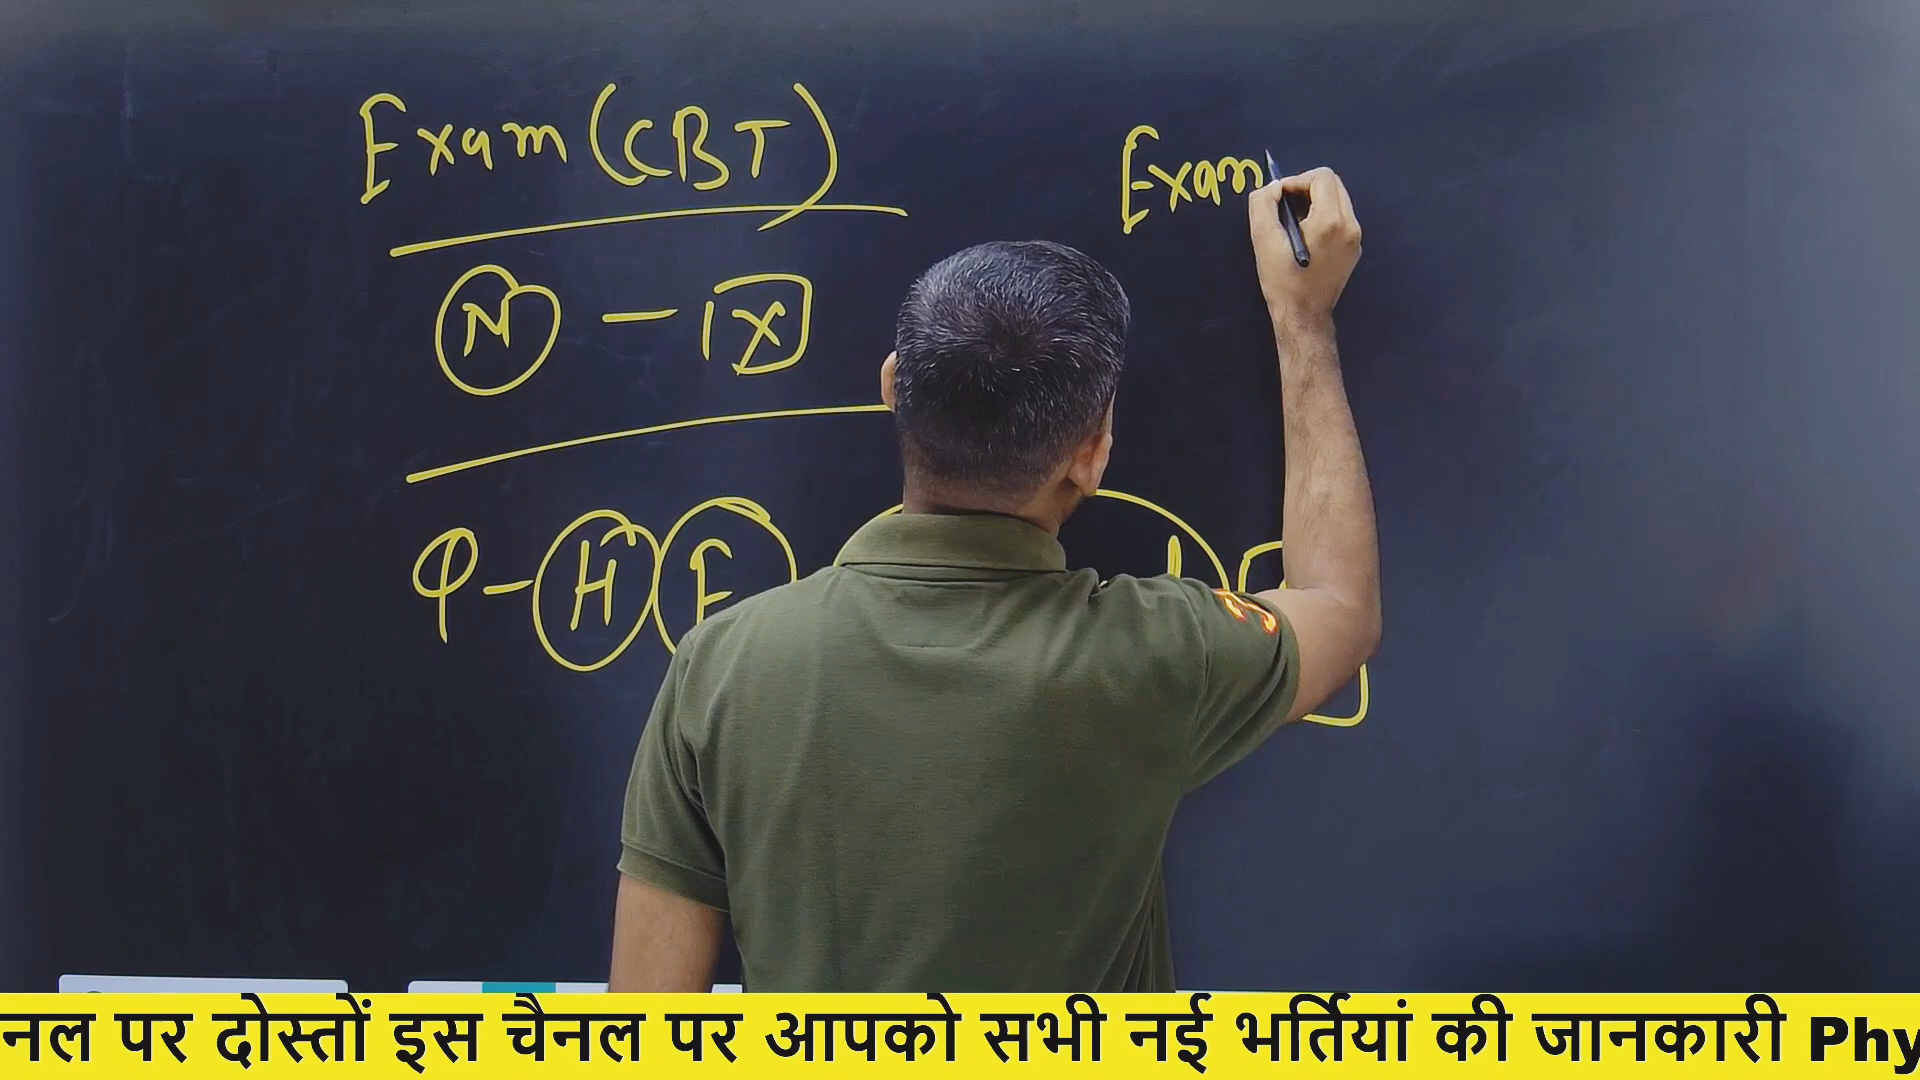 Exam (CBT)
Exam
N - 1X
P - H E
नल पर दोस्तों इस चैनल पर आपको सभी नई भर्तियां की जानकारी Phy